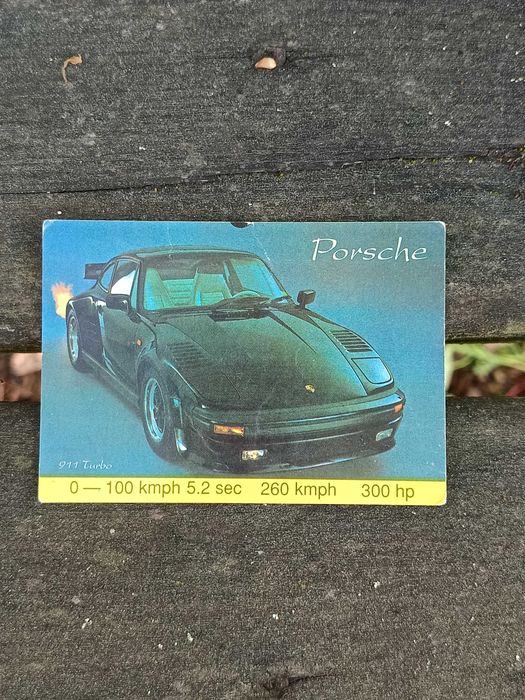 Porsche
911 Turbo
0 — 100 kmph 5.2 sec 260 kmph 300 hp